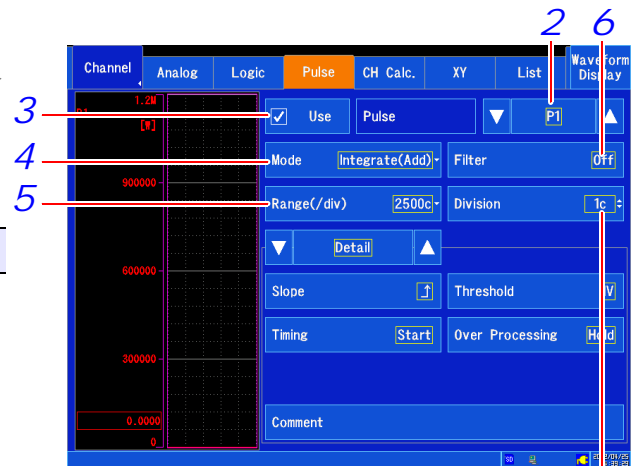 2 6
Channel Analog Logic Pulse CH Calc. XY List Waveform Display
1.2M
[W]
3 Use Pulse P1
4 Mode Integrate(Add) Filter Off
900000
5 Range(/div) 2500c Division 1c
Detail
600000
Slope Threshold
Timing Start Over Processing Hold
300000
0.0000 Comment
0
SD